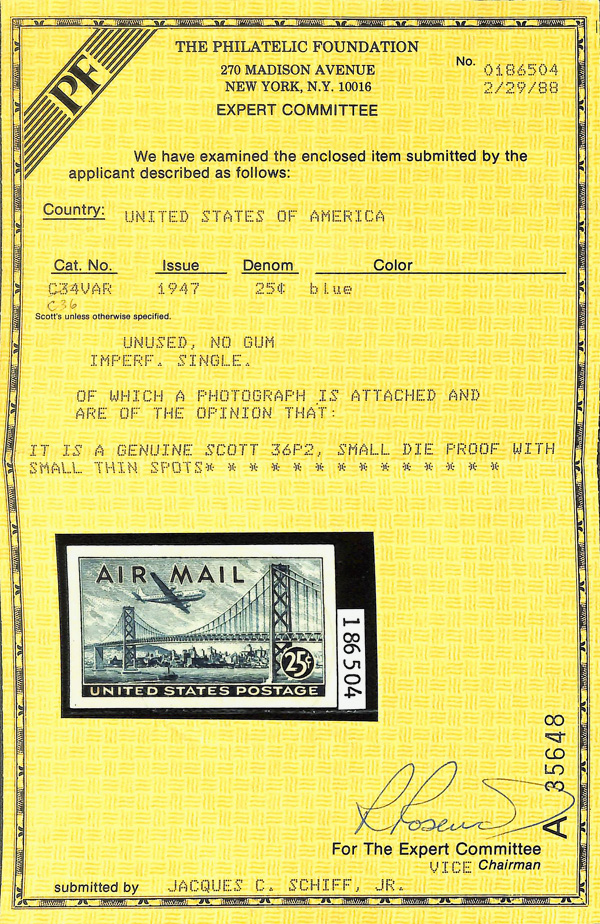 PF
THE PHILATELIC FOUNDATION
270 MADISON AVENUE
NEW YORK, N.Y. 10016
EXPERT COMMITTEE
No. 0186504
2/29/88
We have examined the enclosed item submitted by the
applicant described as follows:
Country: UNITED STATES OF AMERICA
Cat. No. Issue Denom Color
C34VAR 1947 25¢ blue
C36
Scott's unless otherwise specified.
UNUSED, NO GUM
IMPERF. SINGLE.
OF WHICH A PHOTOGRAPH IS ATTACHED AND
ARE OF THE OPINION THAT:
IT IS A GENUINE SCOTT 36P2, SMALL DIE PROOF WITH
SMALL THIN SPOTS* * * * * * * * * * * * * *
AIR MAIL
25¢
UNITED STATES POSTAGE
186504
A 35648
For The Expert Committee
VICE Chairman
submitted by JACQUES C. SCHIFF, JR.